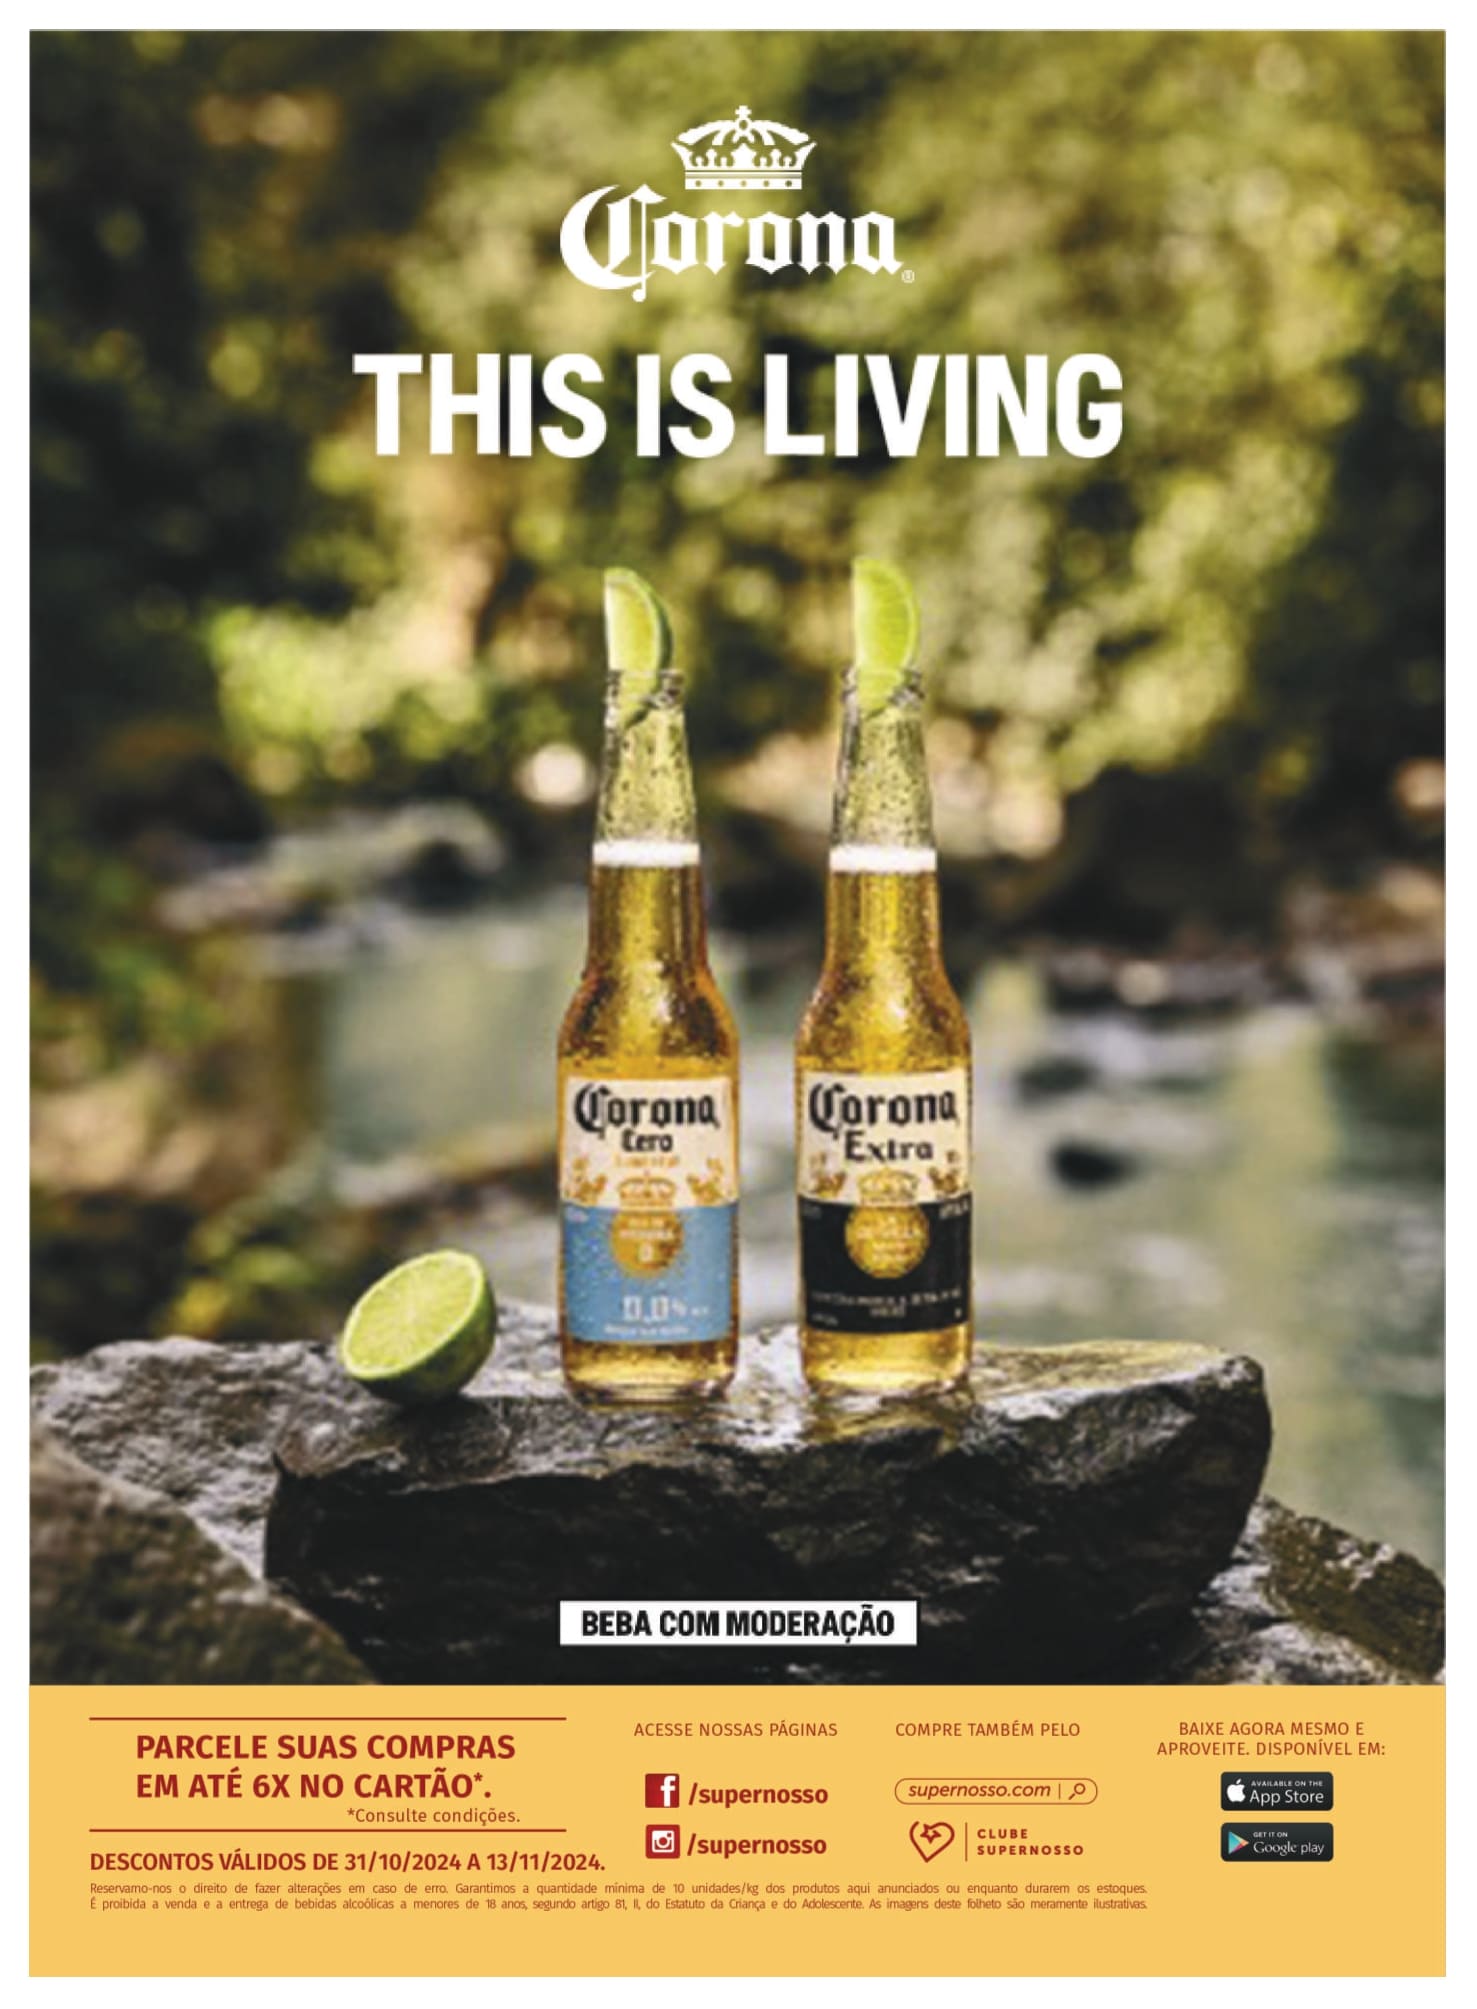 Corona
THIS IS LIVING
Corona
Cero
Corona
Extra
0.0%
BEBA COM MODERAÇÃO
PARCELE SUAS COMPRAS
EM ATÉ 6X NO CARTÃO*.
*Consulte condições.
DESCONTOS VÁLIDOS DE 31/10/2024 A 13/11/2024.
ACESSE NOSSAS PÁGINAS
/supernosso
/supernosso
COMPRE TAMBÉM PELO
supernosso.com
CLUBE
SUPERNOSSO
BAIXE AGORA MESMO E
APROVEITE. DISPONÍVEL EM:
AVAILABLE ON THE
App Store
GET IT ON
Google play
Reservamo-nos o direito de fazer alterações em caso de erro. Garantimos a quantidade mínima de 10 unidades/kg dos produtos aqui anunciados ou enquanto durarem os estoques.
É proibida a venda e a entrega de bebidas alcoólicas a menores de 18 anos, segundo artigo 81, II, do Estatuto da Criança e do Adolescente. As imagens deste folheto são meramente ilustrativas.